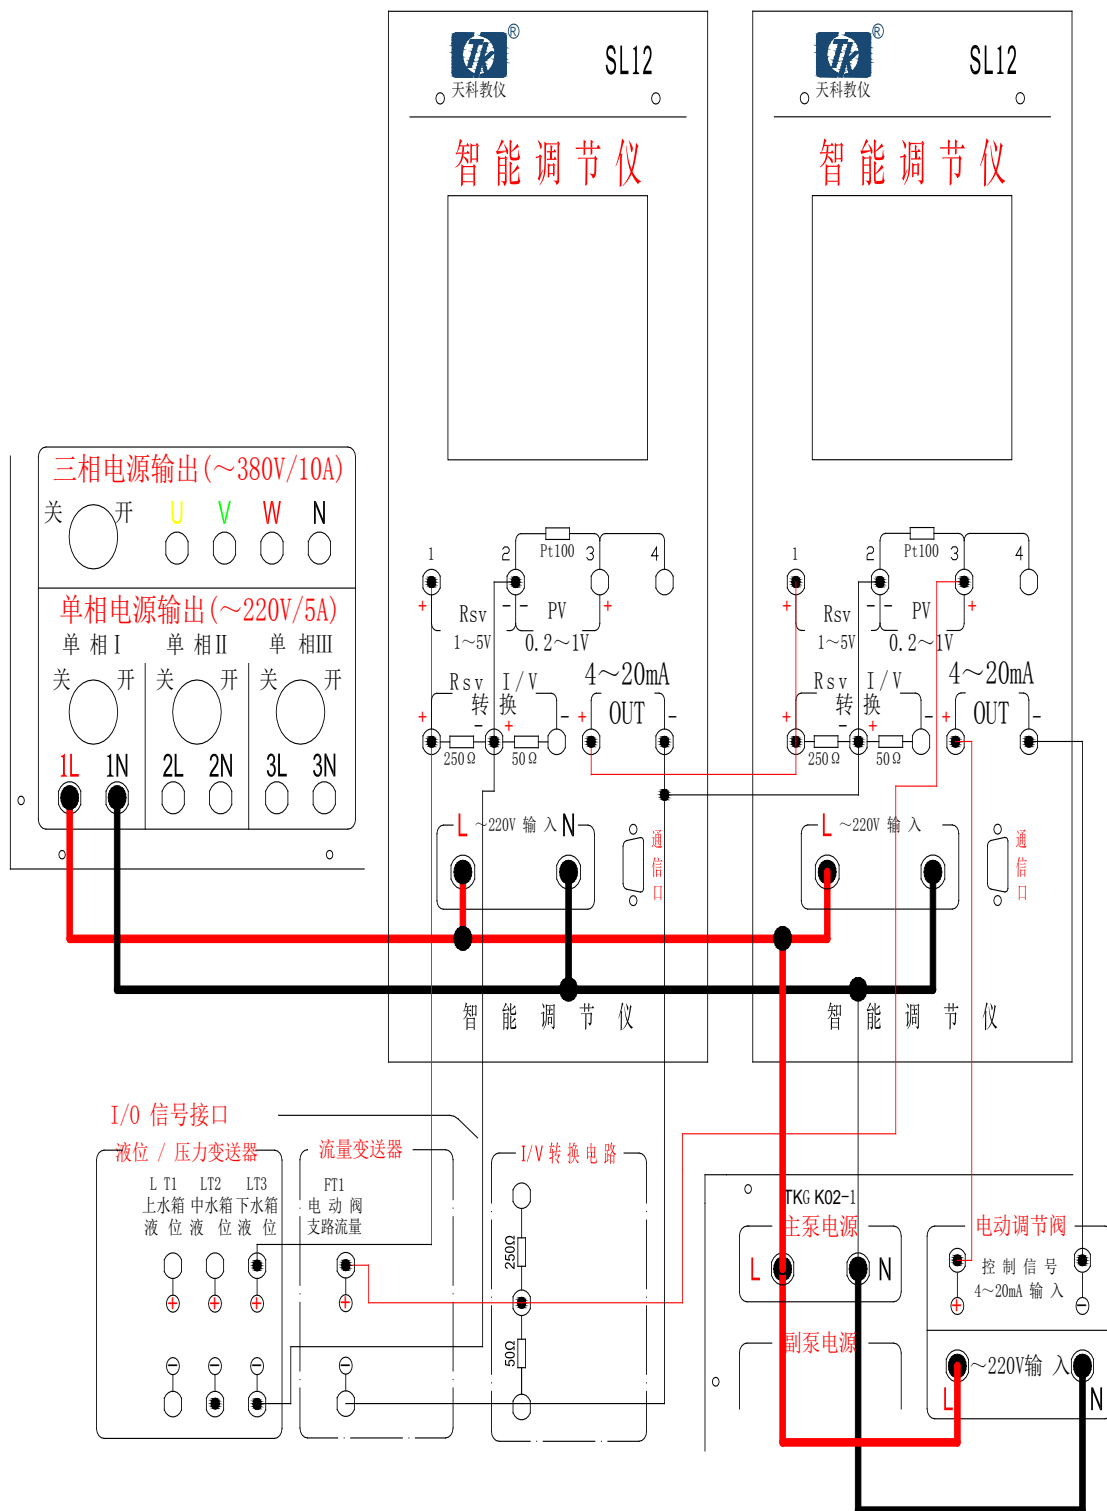 TK®
天科教仪
SL12
智能调节仪
1
2
Pt100
3
4
+
Rsv
-
-
PV
+
1～5V
0.2～1V
Rsv I/V
转 换
4～20mA
OUT
+
-
+
-
+
-
250Ω
50Ω
L ～220V 输 入 N
通信口
智能调节仪
TK®
天科教仪
SL12
智能调节仪
1
2
Pt100
3
4
+
Rsv
-
-
PV
+
1～5V
0.2～1V
Rsv I/V
转 换
4～20mA
OUT
+
-
+
-
+
-
250Ω
50Ω
L ～220V 输 入
通信口
智能调节仪
三相电源输出(～380V/10A)
关 开 U V W N
单相电源输出(～220V/5A)
单 相Ⅰ 单 相Ⅱ 单 相Ⅲ
关 开 关 开 关 开
1L 1N 2L 2N 3L 3N
I/O 信号接口
液位 / 压力变送器
L T1 LT2 LT3
上水箱 中水箱 下水箱
液 位 液 位 液 位
+ + +
- - -
流量变送器
FT1
电 动 阀
支路流量
+
-
I/V转换电路
250Ω
50Ω
TKG K02-1
主泵电源
L N
副泵电源
电动调节阀
控 制 信 号
4～20mA 输 入
+ -
～220V输 入
L N